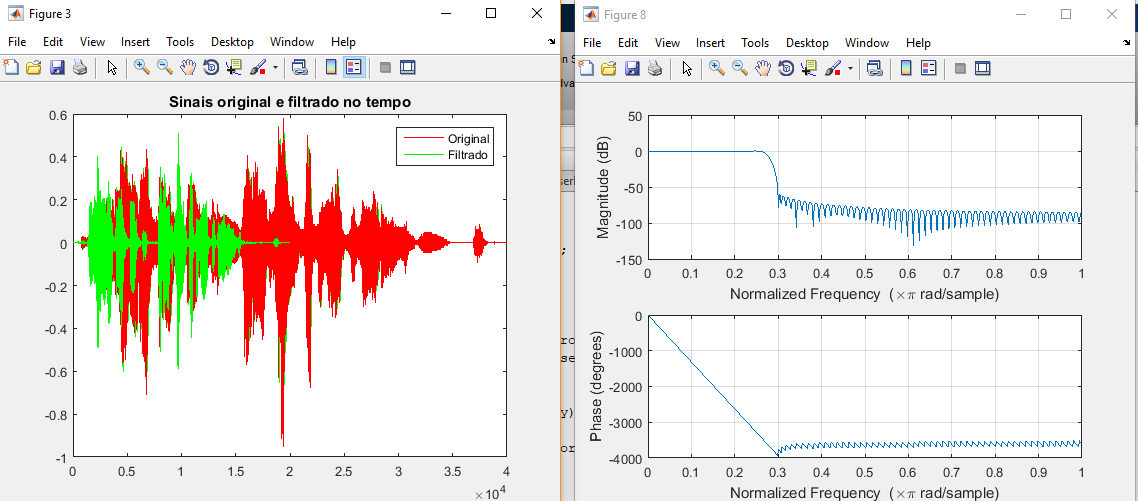 Figure 3
File Edit View Insert Tools Desktop Window Help
Sinais original e filtrado no tempo
Original
Filtrado
0.6
0.4
0.2
0
-0.2
-0.4
-0.6
-0.8
-1
0 0.5 1 1.5 2 2.5 3 3.5 4
×10⁴
Figure 8
File Edit View Insert Tools Desktop Window Help
Magnitude (dB)
50
0
-50
-100
-150
0 0.1 0.2 0.3 0.4 0.5 0.6 0.7 0.8 0.9 1
Normalized Frequency (×π rad/sample)
Phase (degrees)
0
-1000
-2000
-3000
-4000
0 0.1 0.2 0.3 0.4 0.5 0.6 0.7 0.8 0.9 1
Normalized Frequency (×π rad/sample)